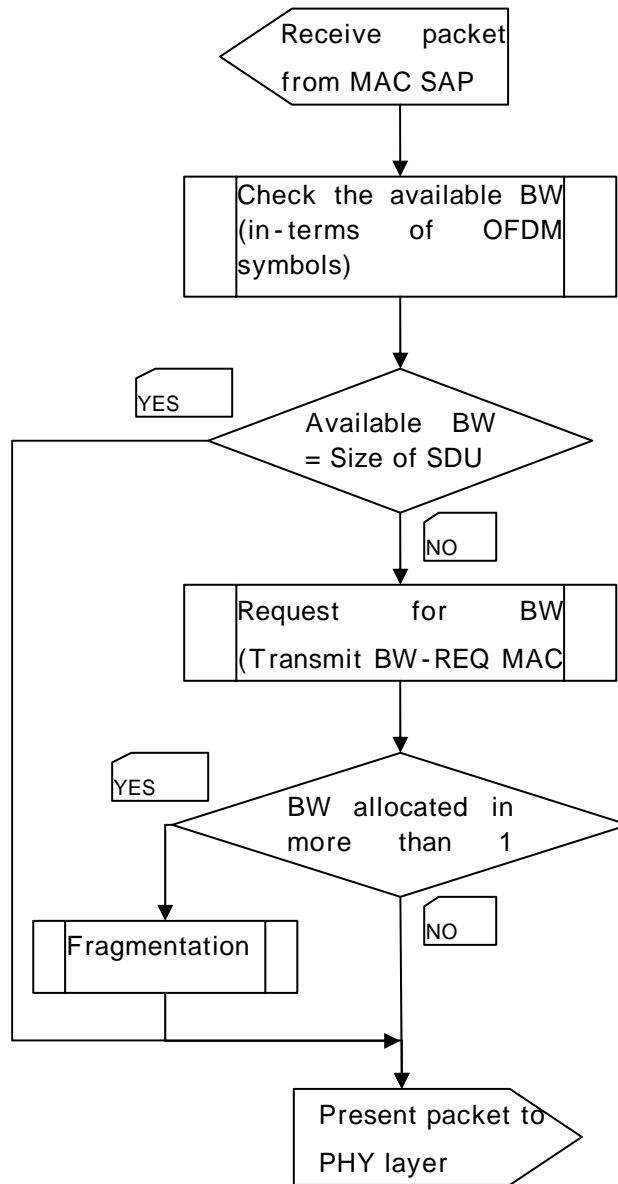 Receive packet
from MAC SAP
Check the available BW
(in-terms of OFDM
symbols)
YES
Available BW
= Size of SDU
NO
Request for BW
(Transmit BW-REQ MAC
YES
BW allocated in
more than 1
NO
Fragmentation
Present packet to
PHY layer